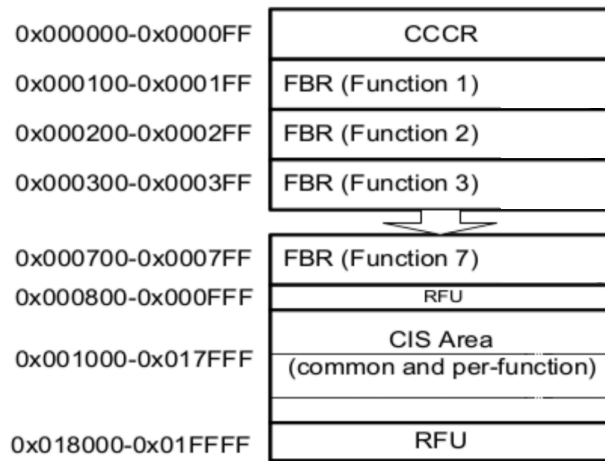 0x000000-0x0000FF CCCR
0x000100-0x0001FF FBR (Function 1)
0x000200-0x0002FF FBR (Function 2)
0x000300-0x0003FF FBR (Function 3)
0x000700-0x0007FF FBR (Function 7)
0x000800-0x000FFF RFU
0x001000-0x017FFF CIS Area
(common and per-function)
0x018000-0x01FFFF RFU